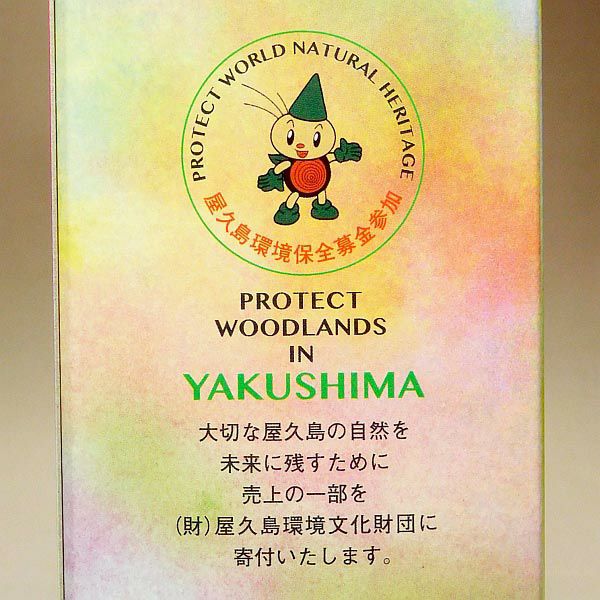 PROTECT WORLD NATURAL HERITAGE
屋久島環境保全募金参加
PROTECT
WOODLANDS
IN
YAKUSHIMA
大切な屋久島の自然を
未来に残すために
売上の一部を
(財)屋久島環境文化財団に
寄付いたします。